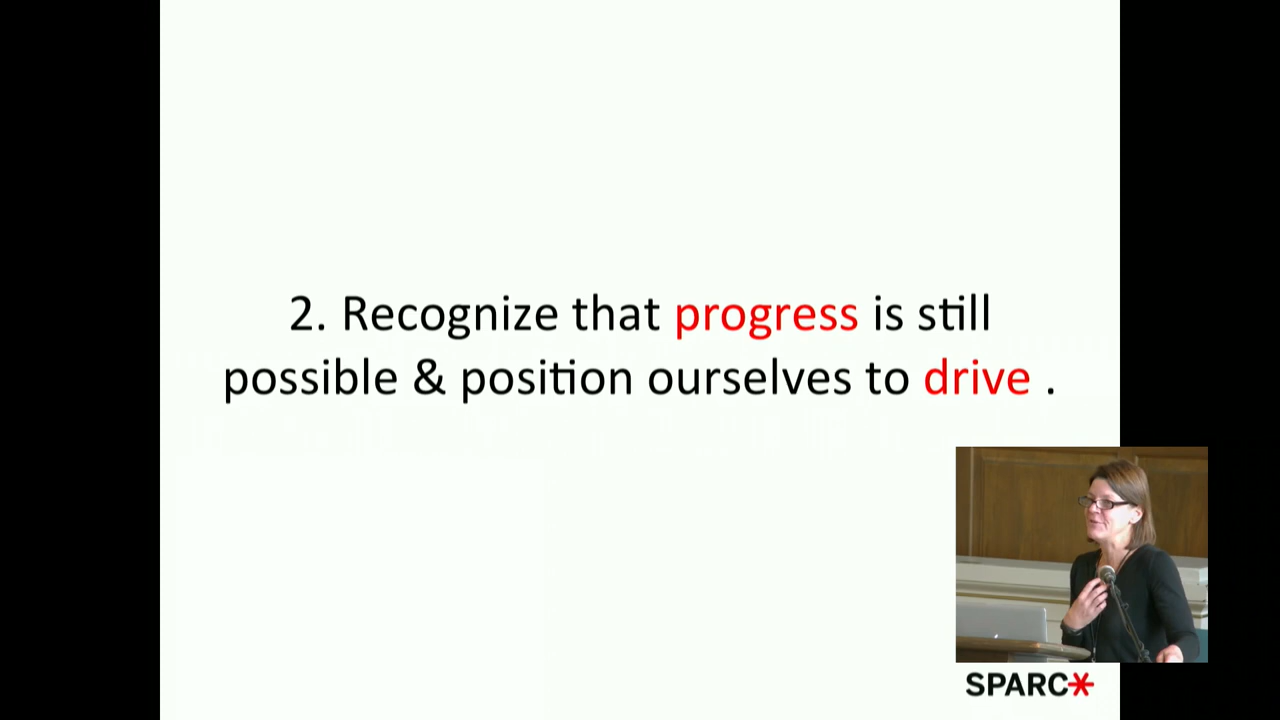 2. Recognize that progress is still
possible & position ourselves to drive .
SPARC*